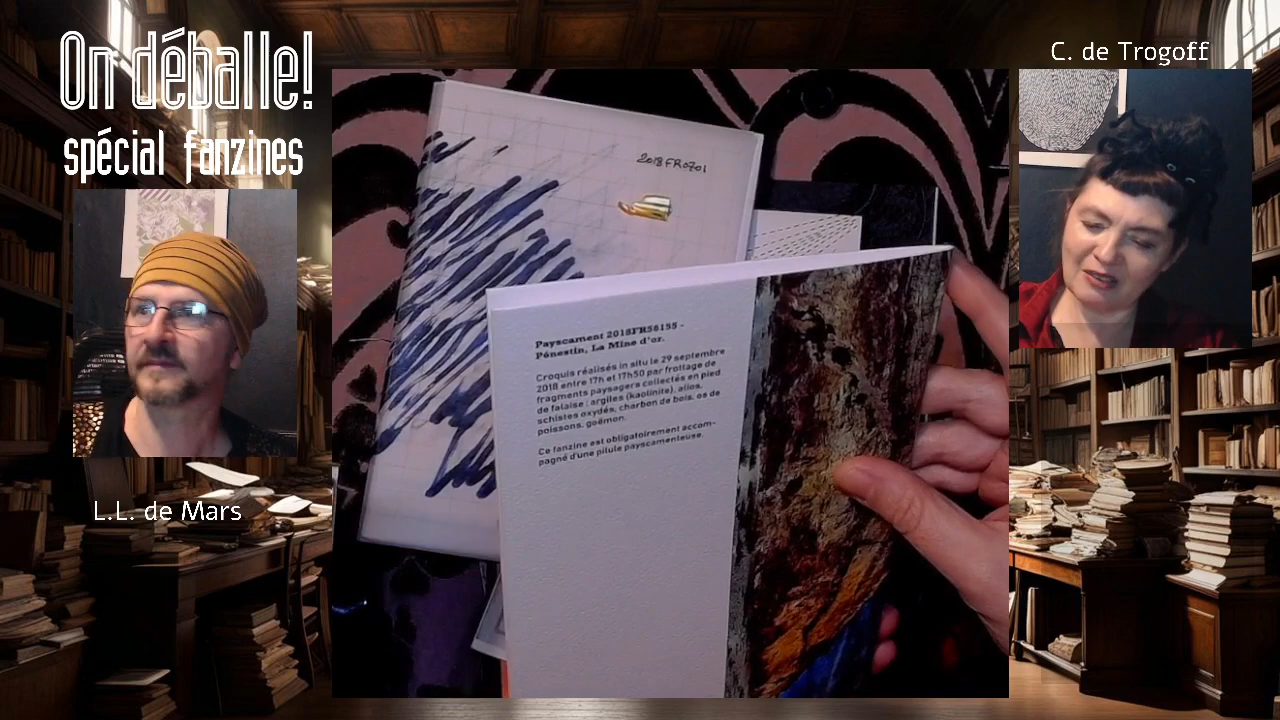 On déballe!
spécial fanzines
C. de Trogoff
L.L. de Mars
2018FR0701
Payscament 2018FR56155 -
Pénestin, La Mine d'or.
Croquis réalisés in situ le 29 septembre
2018 entre 17h et 17h50 par frottage de
fragments paysagers collectés en pied
de falaise : argiles (kaolinite), alios,
schistes oxydés, charbon de bois, os de
poissons, goémon.
Ce fanzine est obligatoirement accom-
pagné d'une pilule payscamenteuse.